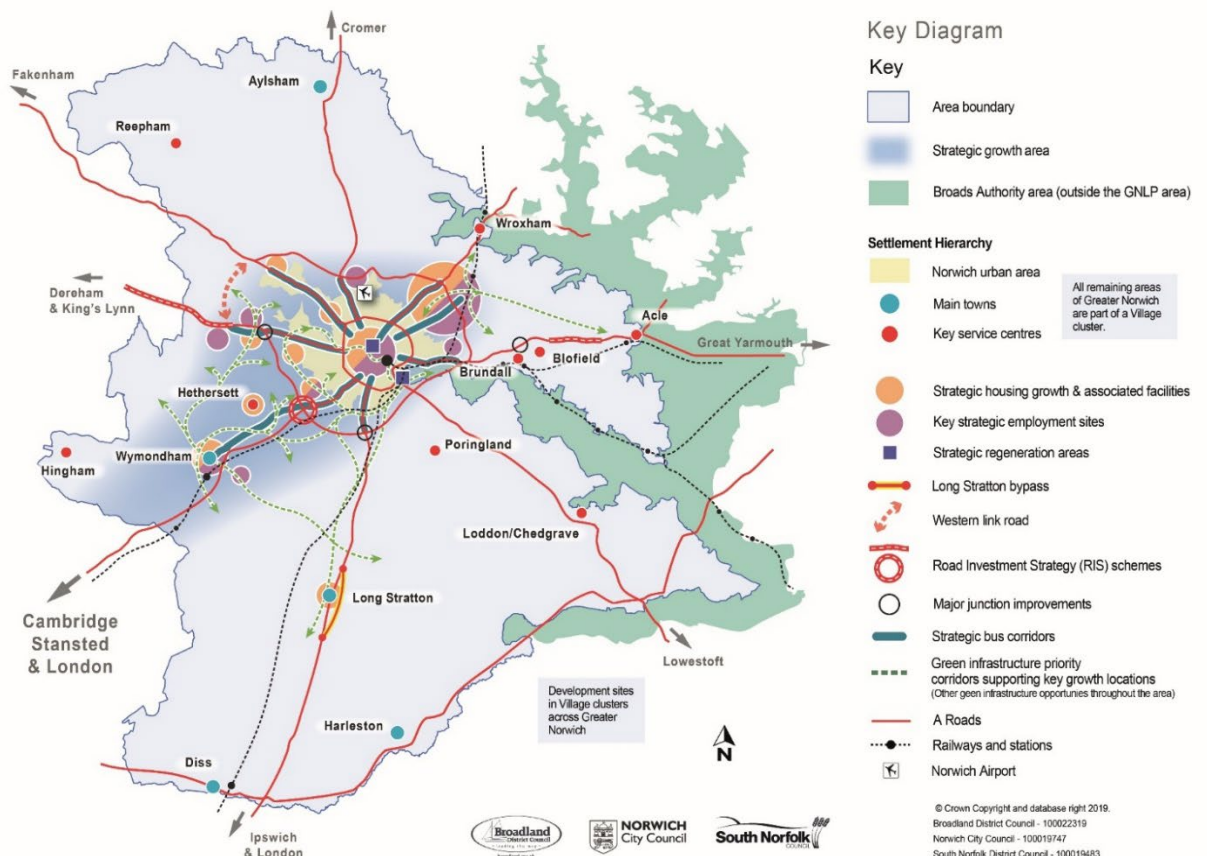 Cromer
Fakenham
Aylsham
Reepham
Wroxham
Dereham
& King's Lynn
Acle
Great Yarmouth
Blofield
Brundall
Hethersett
Poringland
Wymondham
Hingham
Loddon/Chedgrave
Long Stratton
Cambridge
Stansted
& London
Lowestoft
Development sites
in Village clusters
across Greater
Norwich
Harleston
N
Diss
Ipswich
& London
Broadland
District Council
NORWICH
City Council
South Norfolk
COUNCIL
Key Diagram
Key
Area boundary
Strategic growth area
Broads Authority area (outside the GNLP area)
Settlement Hierarchy
Norwich urban area
Main towns
Key service centres
All remaining areas
of Greater Norwich
are part of a Village
cluster.
Strategic housing growth & associated facilities
Key strategic employment sites
Strategic regeneration areas
Long Stratton bypass
Western link road
Road Investment Strategy (RIS) schemes
Major junction improvements
Strategic bus corridors
Green infrastructure priority
corridors supporting key growth locations
(Other geen infrastructure opportunies throughout the area)
A Roads
Railways and stations
Norwich Airport
© Crown Copyright and database right 2019.
Broadland District Council - 100022319
Norwich City Council - 100019747
South Norfolk District Council - 100019483